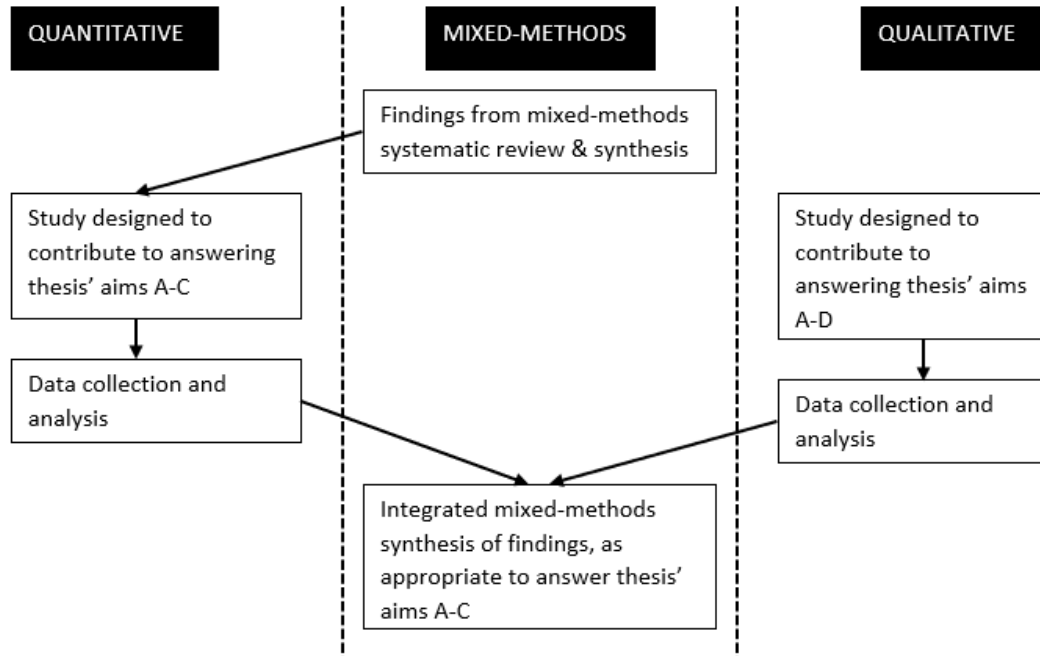 QUANTITATIVE
MIXED-METHODS
QUALITATIVE
Findings from mixed-methods
systematic review & synthesis
Study designed to
contribute to answering
thesis’ aims A-C
Study designed to
contribute to
answering thesis’ aims
A-D
Data collection and
analysis
Data collection and
analysis
Integrated mixed-methods
synthesis of findings, as
appropriate to answer thesis’
aims A-C